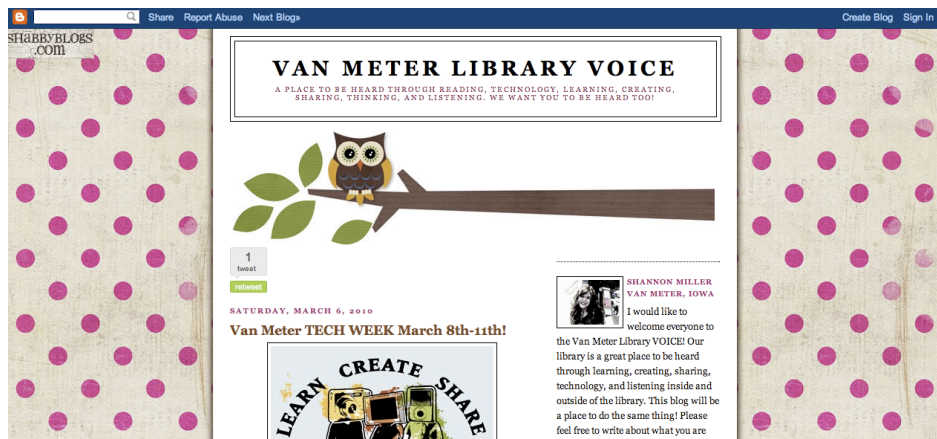 Share Report Abuse Next Blog» Create Blog Sign In
SHaBBYBLOGS
.com
VAN METER LIBRARY VOICE
A PLACE TO BE HEARD THROUGH READING, TECHNOLOGY, LEARNING, CREATING,
SHARING, THINKING, AND LISTENING. WE WANT YOU TO BE HEARD TOO!
1
tweet
retweet
SATURDAY, MARCH 6, 2010
Van Meter TECH WEEK March 8th-11th!
LEARN CREATE SHARE
SHANNON MILLER
VAN METER, IOWA
I would like to
welcome everyone to
the Van Meter Library VOICE! Our
library is a great place to be heard
through learning, creating, sharing,
technology, and listening inside and
outside of the library. This blog will be
a place to do the same thing! Please
feel free to write about what you are